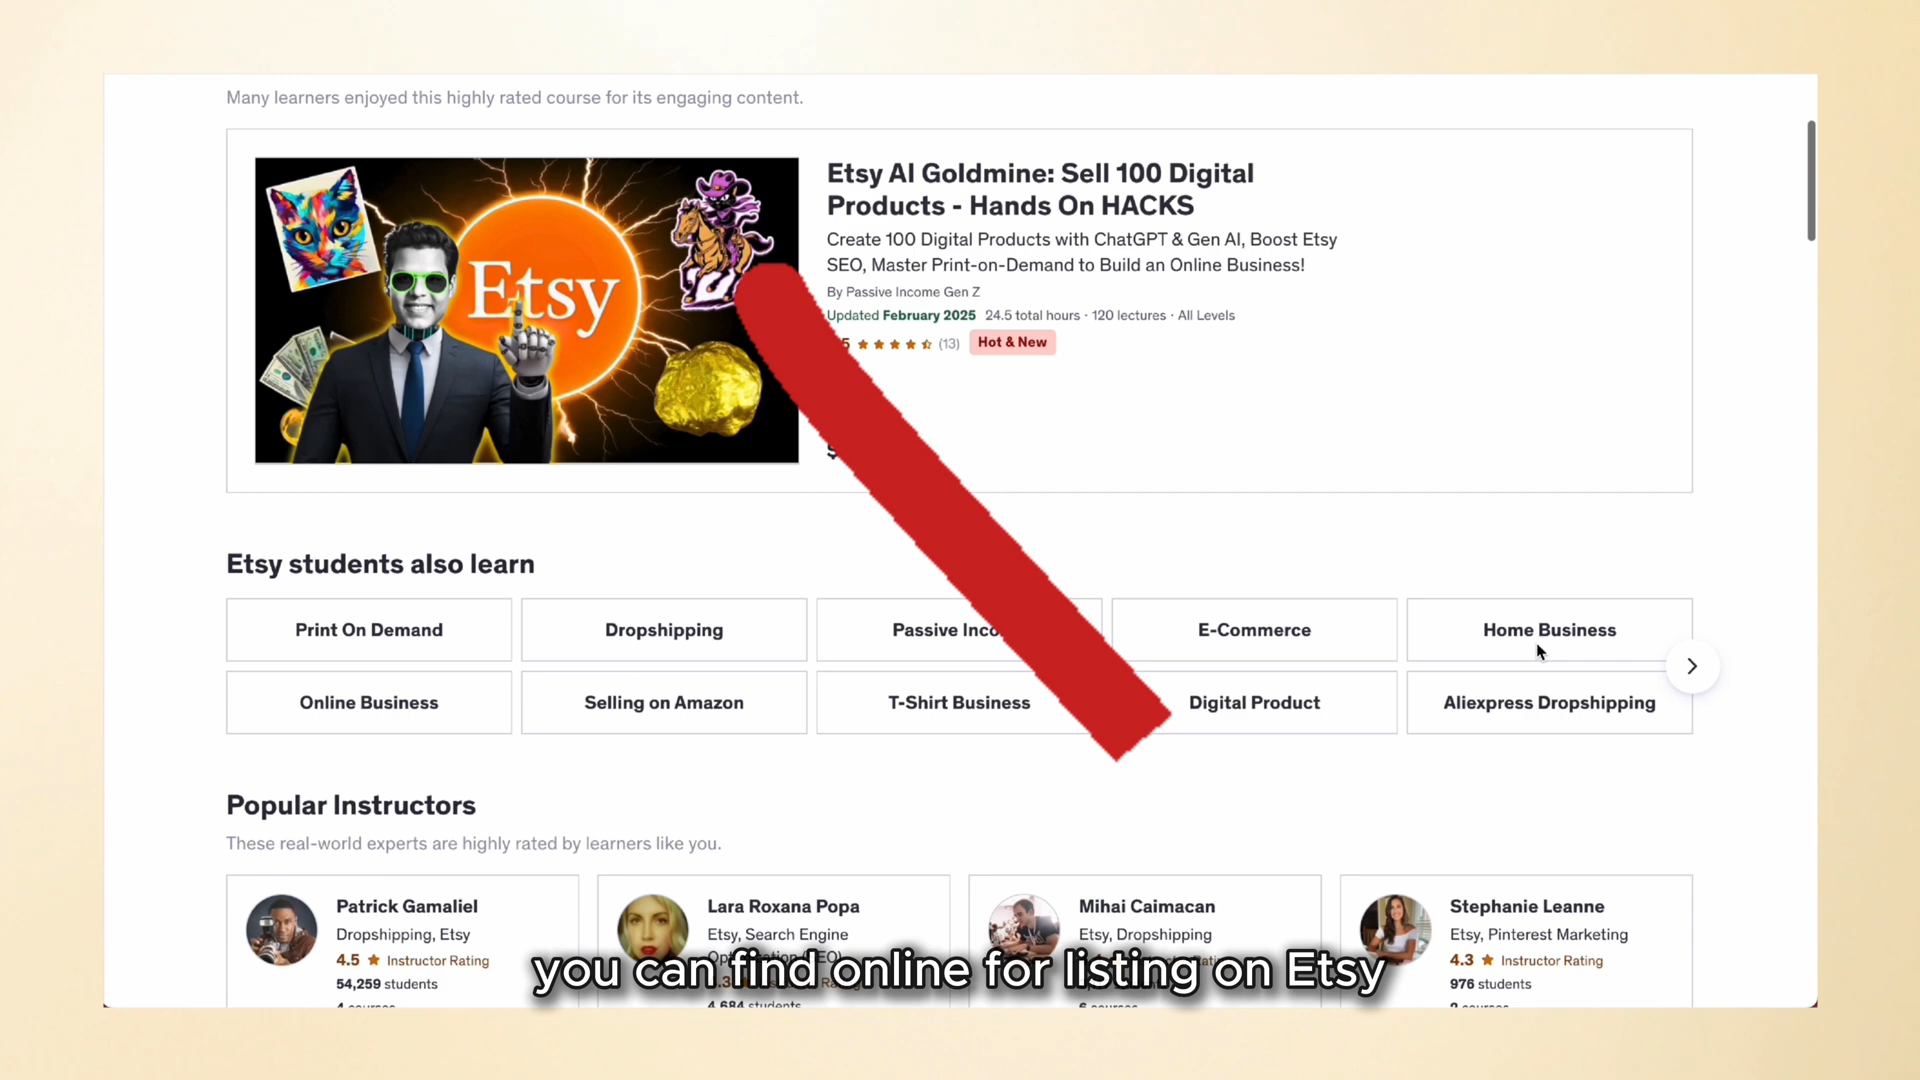 Many learners enjoyed this highly rated course for its engaging content.
Etsy
Etsy AI Goldmine: Sell 100 Digital
Products - Hands On HACKS
Create 100 Digital Products with ChatGPT & Gen AI, Boost Etsy
SEO, Master Print-on-Demand to Build an Online Business!
By Passive Income Gen Z
Updated February 2025 24.5 total hours · 120 lectures · All Levels
5 (13) Hot & New
$
Etsy students also learn
Print On Demand Dropshipping Passive E-Commerce Home Business
Online Business Selling on Amazon T-Shirt Business Digital Product Aliexpress Dropshipping
Popular Instructors
These real-world experts are highly rated by learners like you.
Patrick Gamaliel Lara Roxana Popa Mihai Caimacan Stephanie Leanne
Dropshipping, Etsy Etsy, Search Engine Etsy, Dropshipping Etsy, Pinterest Marketing
4.5 Instructor Rating 4.3 Instructor Rating
54,259 students 976 students
4,684 students
you can find online for listing on Etsy